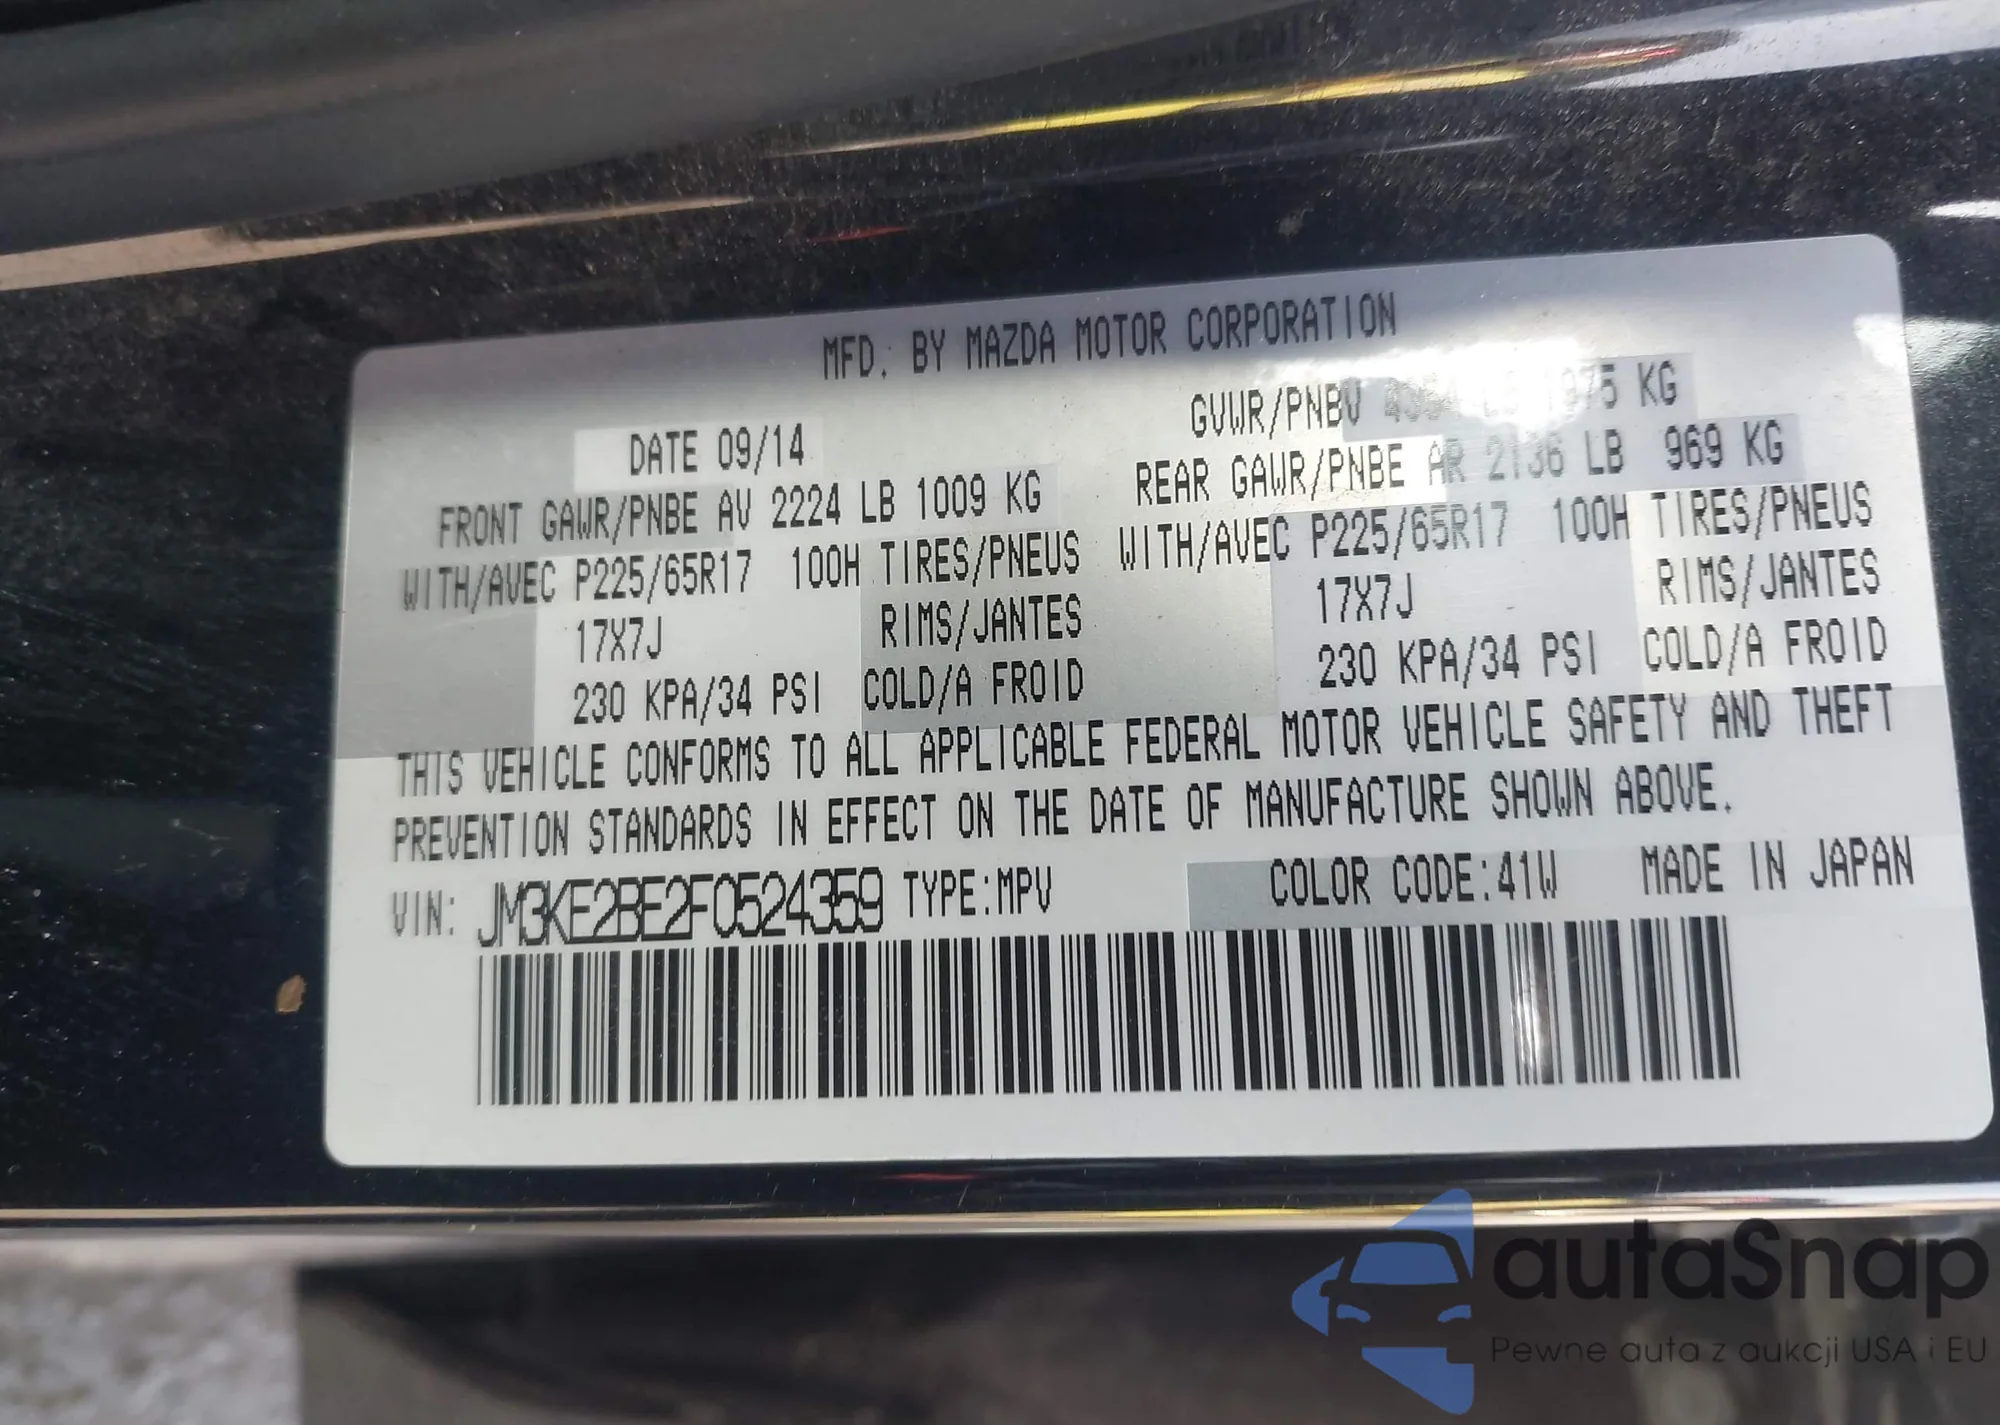 MFD. BY MAZDA MOTOR CORPORATION
DATE 09/14 GVWR/PNBV 4354 LB 1975 KG
FRONT GAWR/PNBE AV 2224 LB 1009 KG REAR GAWR/PNBE AR 2136 LB 969 KG
WITH/AVEC P225/65R17 100H TIRES/PNEUS WITH/AVEC P225/65R17 100H TIRES/PNEUS
17X7J RIMS/JANTES 17X7J RIMS/JANTES
230 KPA/34 PSI COLD/A FROID 230 KPA/34 PSI COLD/A FROID
THIS VEHICLE CONFORMS TO ALL APPLICABLE FEDERAL MOTOR VEHICLE SAFETY AND THEFT
PREVENTION STANDARDS IN EFFECT ON THE DATE OF MANUFACTURE SHOWN ABOVE.
VIN: JM3KE2BE2F0524359 TYPE:MPV COLOR CODE:41W MADE IN JAPAN
autaSnap
Pewne auta z aukcji USA i EU